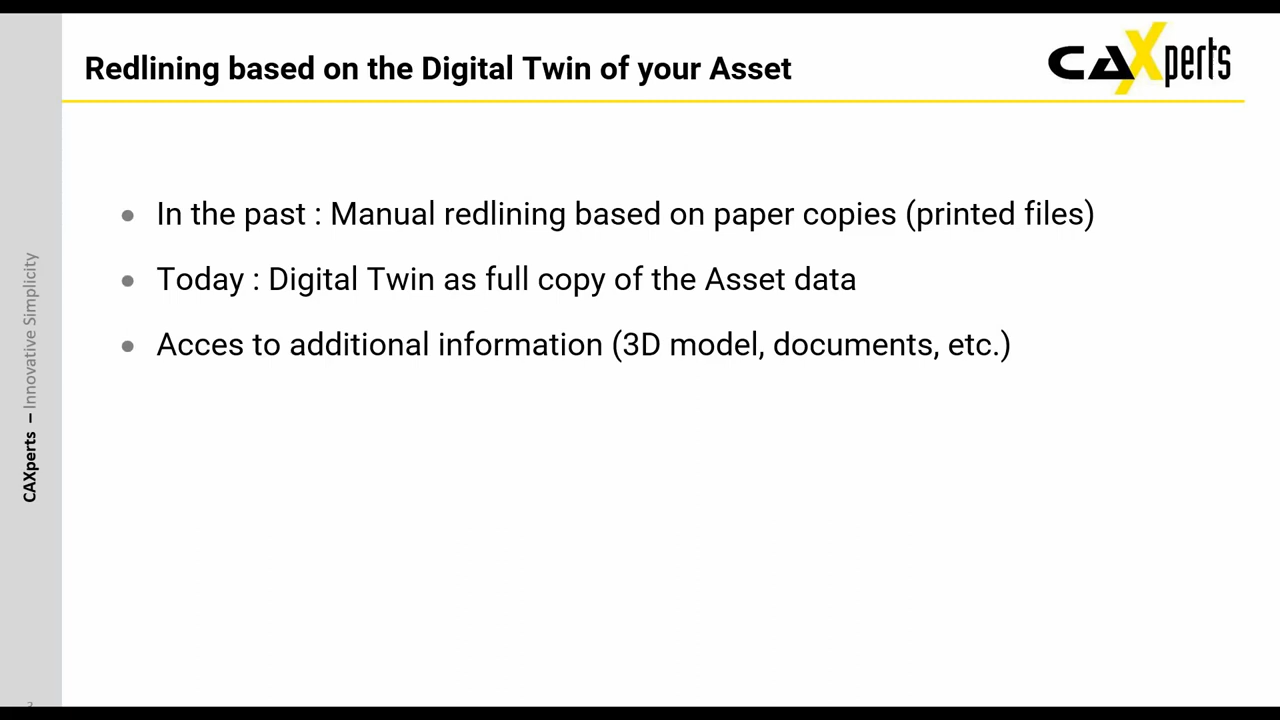 Redlining based on the Digital Twin of your Asset
CAXperts
In the past : Manual redlining based on paper copies (printed files)
Today : Digital Twin as full copy of the Asset data
Acces to additional information (3D model, documents, etc.)
CAXperts – Innovative Simplicity